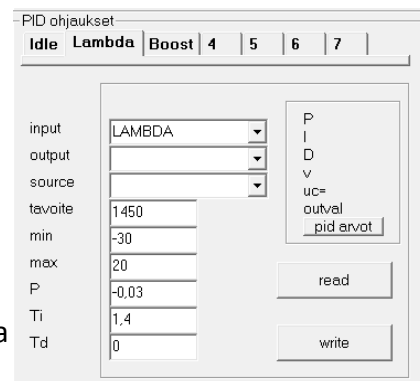 PID ohjaukset
Idle Lambda Boost 4 5 6 7
input LAMBDA
output
source
tavoite 1450
min -30
max 20
P -0,03
Ti 1,4
a
Td 0
P
I
D
v
uc=
outval
pid arvot
read
write